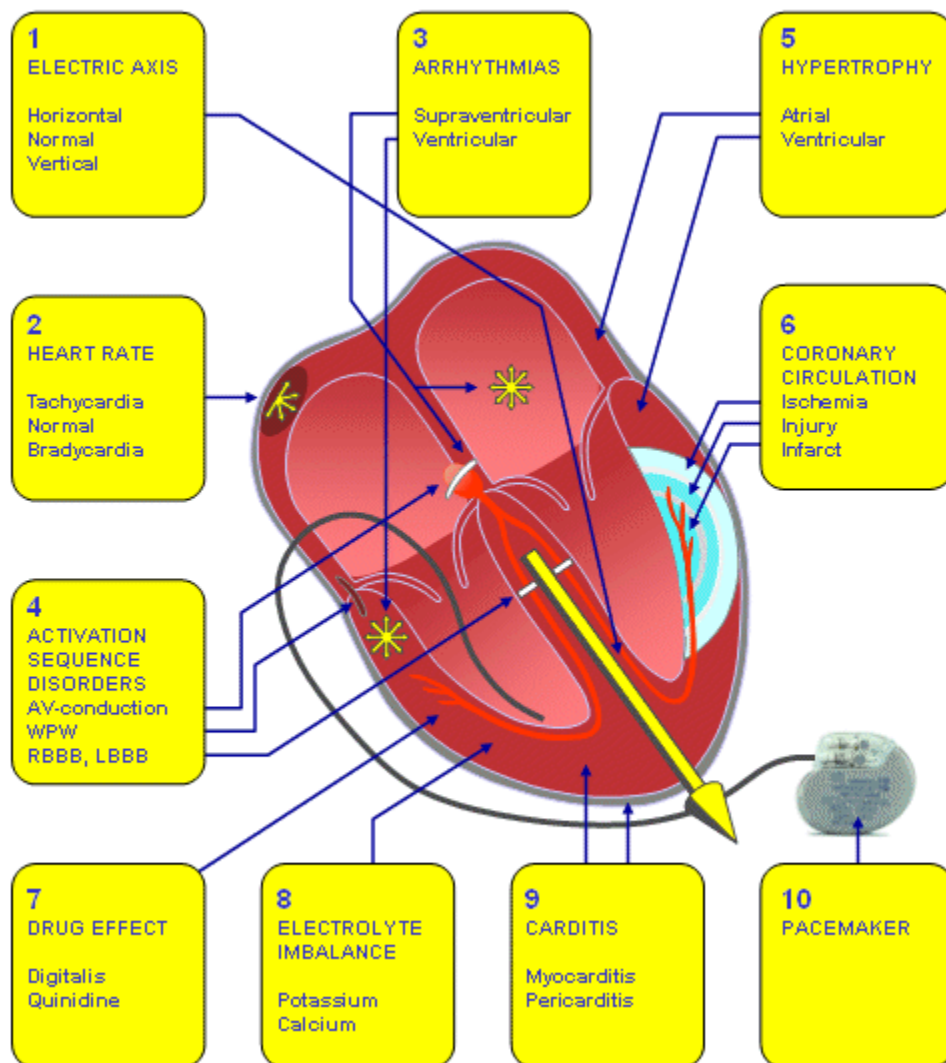 1
ELECTRIC AXIS
Horizontal
Normal
Vertical
3
ARRHYTHMIAS
Supraventricular
Ventricular
5
HYPERTROPHY
Atrial
Ventricular
2
HEART RATE
Tachycardia
Normal
Bradycardia
6
CORONARY
CIRCULATION
Ischemia
Injury
Infarct
4
ACTIVATION
SEQUENCE
DISORDERS
AV-conduction
WPW
RBBB, LBBB
7
DRUG EFFECT
Digitalis
Quinidine
8
ELECTROLYTE
IMBALANCE
Potassium
Calcium
9
CARDITIS
Myocarditis
Pericarditis
10
PACEMAKER